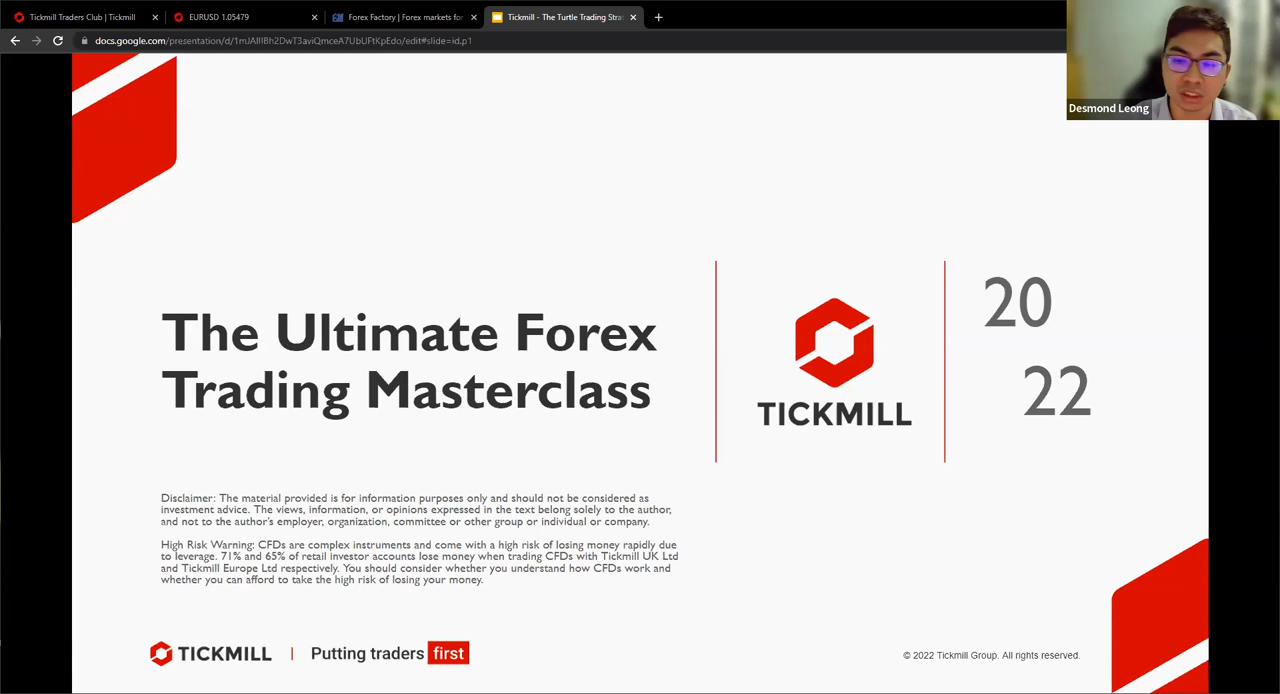 Tickmill Traders Club | Tickmill
EURUSD 1.05479
Forex Factory | Forex markets for
Tickmill - The Turtle Trading Strat
docs.google.com/presentation/d/
/edit#slide=id.p1
Desmond Leong
The Ultimate Forex
Trading Masterclass
TICKMILL
20
22
Disclaimer: The material provided is for information purposes only and should not be considered as
investment advice. The views, information, or opinions expressed in the text belong solely to the author,
and not to the author's employer, organization, committee or other group or individual or company.
High Risk Warning: CFDs are complex instruments and come with a high risk of losing money rapidly due
to leverage. 71% and 65% of retail investor accounts lose money when trading CFDs with Tickmill UK Ltd
and Tickmill Europe Ltd respectively. You should consider whether you understand how CFDs work and
whether you can afford to take the high risk of losing your money.
TICKMILL | Putting traders first
© 2022 Tickmill Group. All rights reserved.